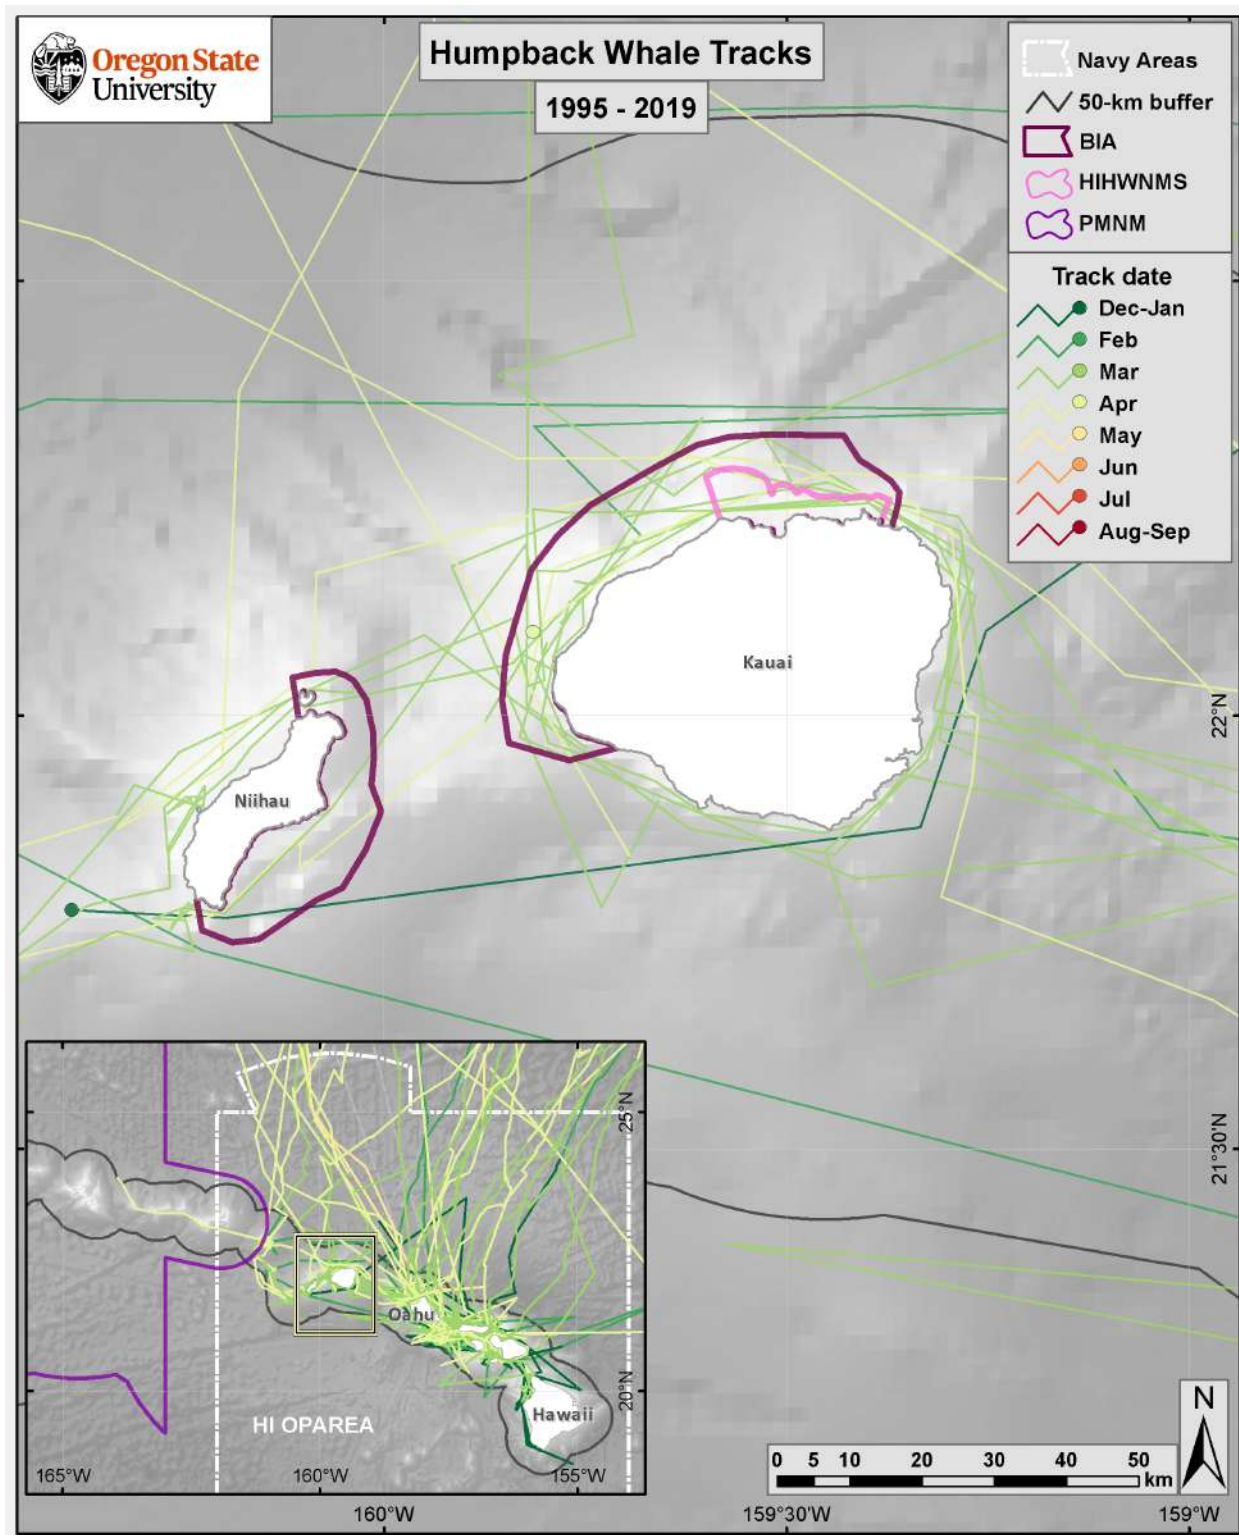 Oregon State
University
Humpback Whale Tracks
1995 - 2019
Navy Areas
50-km buffer
BIA
HIHWNMS
PMNM
Track date
Dec-Jan
Feb
Mar
Apr
May
Jun
Jul
Aug-Sep
Kauai
Niihau
22°N
21°30'N
25°N
20°N
Oahu
Hawaii
HI OPAREA
165°W
160°W
155°W
N
0 5 10 20 30 40 50
km
160°W
159°30'W
159°W